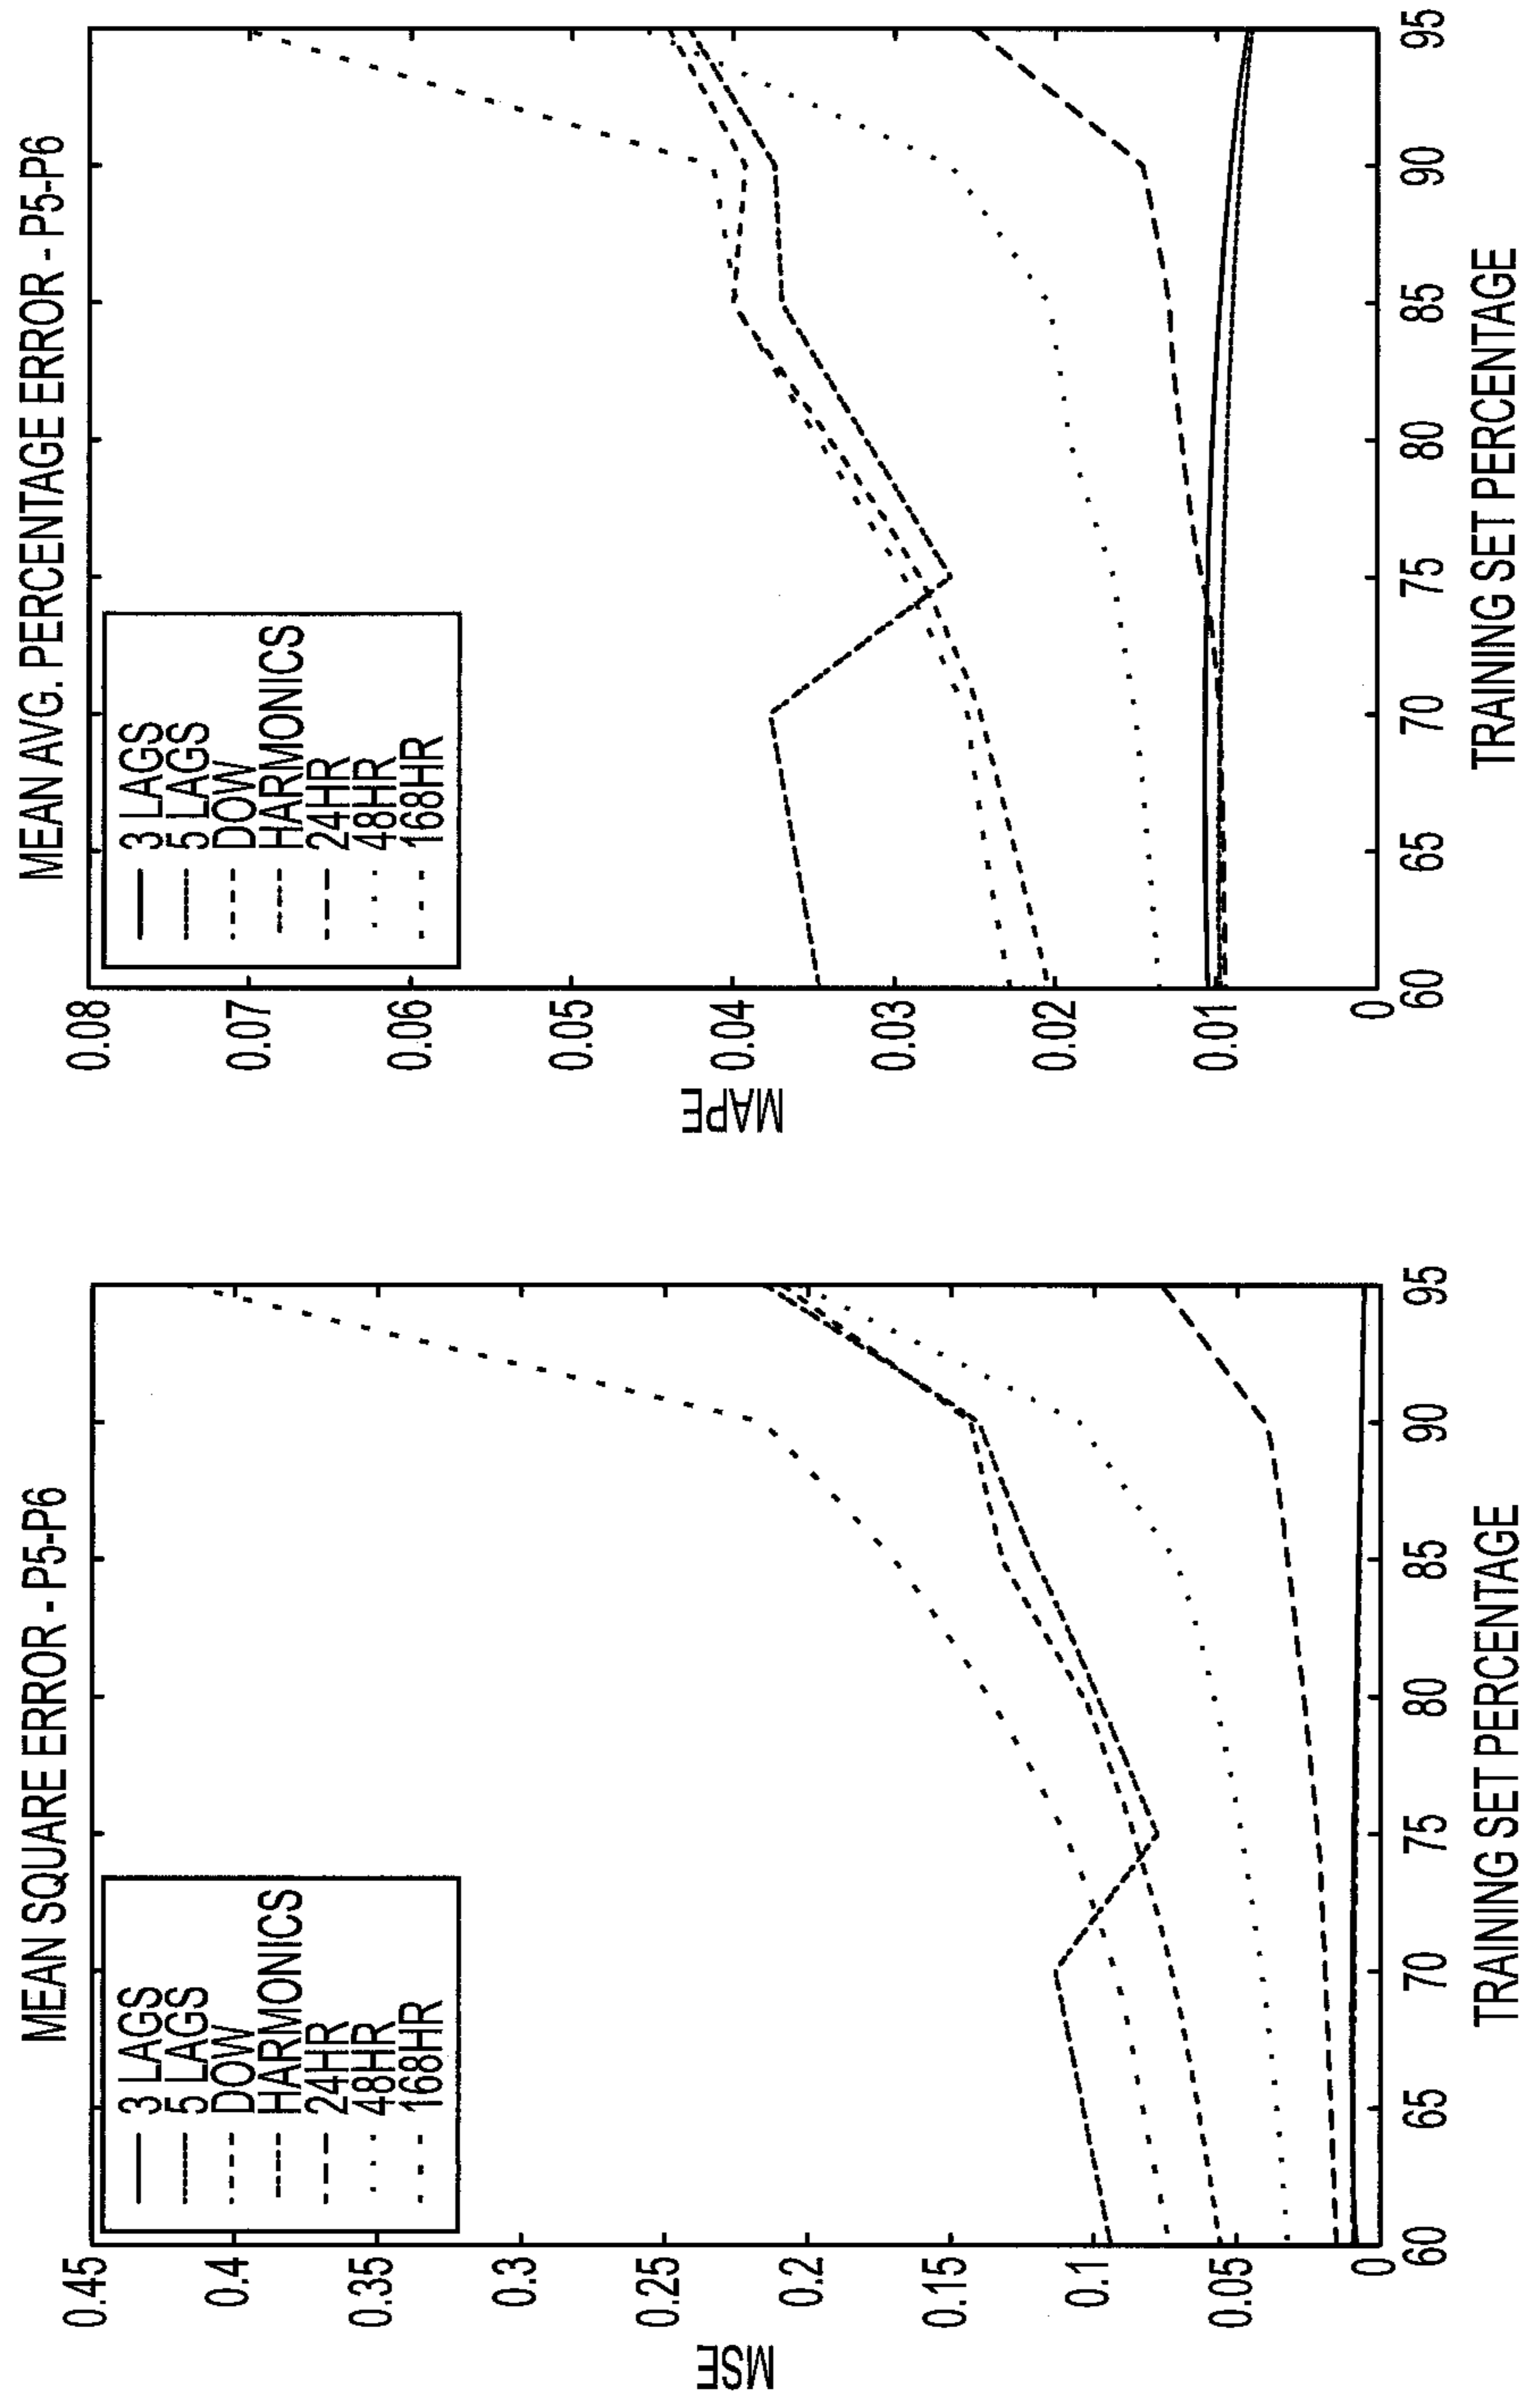 MEAN SQUARE ERROR - P5-P6
3 LAGS
5 LAGS
DOW
HARMONICS
24HR
48HR
168HR
MSE
0.45
0.4
0.35
0.3
0.25
0.2
0.15
0.1
0.05
0
60
65
70
75
80
85
90
95
TRAINING SET PERCENTAGE
MEAN AVG. PERCENTAGE ERROR - P5-P6
3 LAGS
5 LAGS
DOW
HARMONICS
24HR
48HR
168HR
MAPE
0.08
0.07
0.06
0.05
0.04
0.03
0.02
0.01
0
60
65
70
75
80
85
90
95
TRAINING SET PERCENTAGE